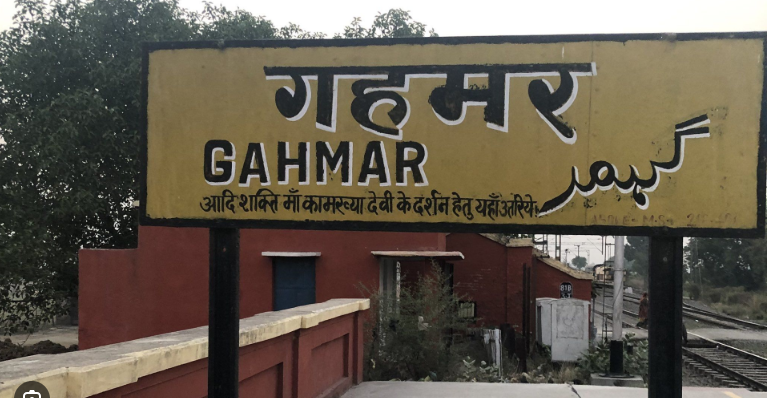 गहमर
GAHMAR
گہمر
आदि शक्ति माँ कामख्या देवी के दर्शन हेतु यहाँ उतरिये।